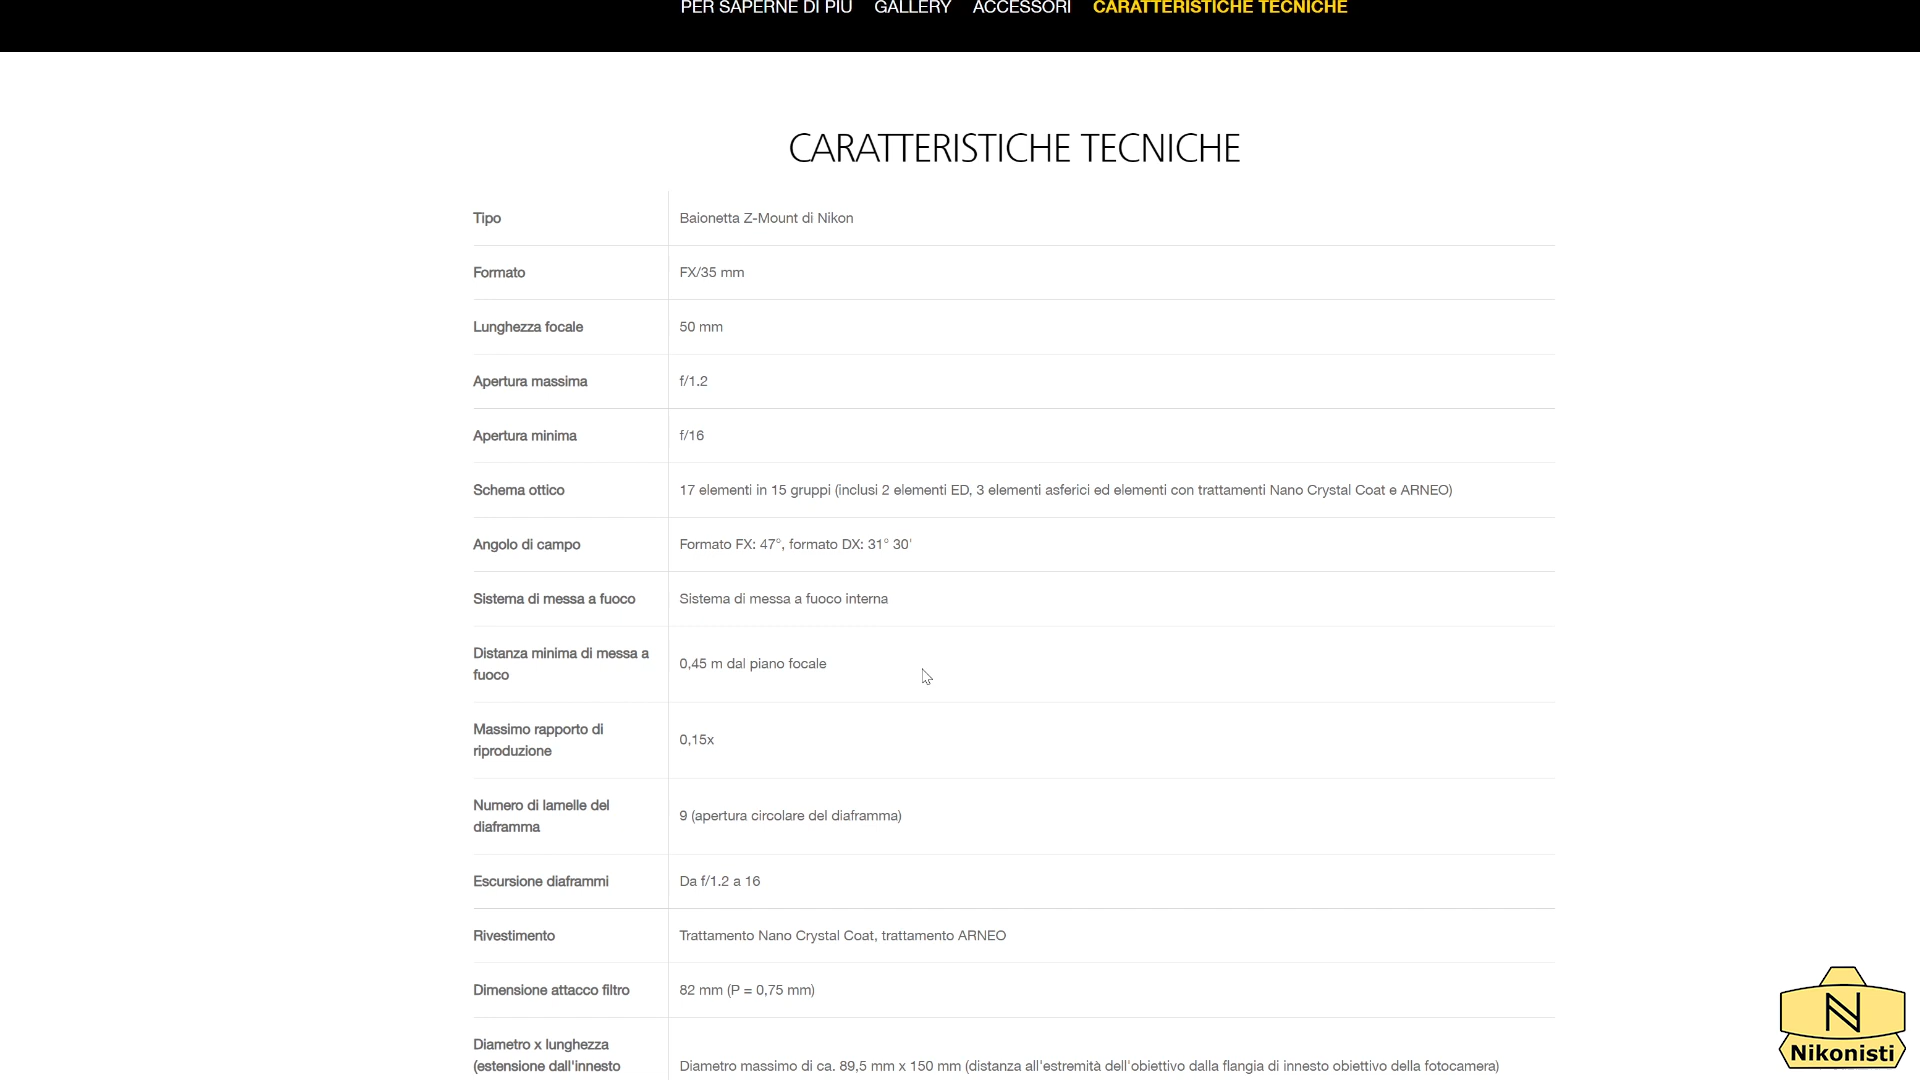 PER SAPERNE DI PIÙ GALLERY ACCESSORI CARATTERISTICHE TECNICHE
CARATTERISTICHE TECNICHE
Tipo Baionetta Z-Mount di Nikon
Formato FX/35 mm
Lunghezza focale 50 mm
Apertura massima f/1.2
Apertura minima f/16
Schema ottico 17 elementi in 15 gruppi (inclusi 2 elementi ED, 3 elementi asferici ed elementi con trattamenti Nano Crystal Coat e ARNEO)
Angolo di campo Formato FX: 47°, formato DX: 31° 30'
Sistema di messa a fuoco Sistema di messa a fuoco interna
Distanza minima di messa a
fuoco
0,45 m dal piano focale
Massimo rapporto di
riproduzione
0,15x
Numero di lamelle del
diaframma
9 (apertura circolare del diaframma)
Escursione diaframmi Da f/1.2 a 16
Rivestimento Trattamento Nano Crystal Coat, trattamento ARNEO
Dimensione attacco filtro 82 mm (P = 0,75 mm)
Diametro x lunghezza
(estensione dall'innesto
Diametro massimo di ca. 89,5 mm x 150 mm (distanza all'estremità dell'obiettivo dalla flangia di innesto obiettivo della fotocamera)
N
Nikonisti